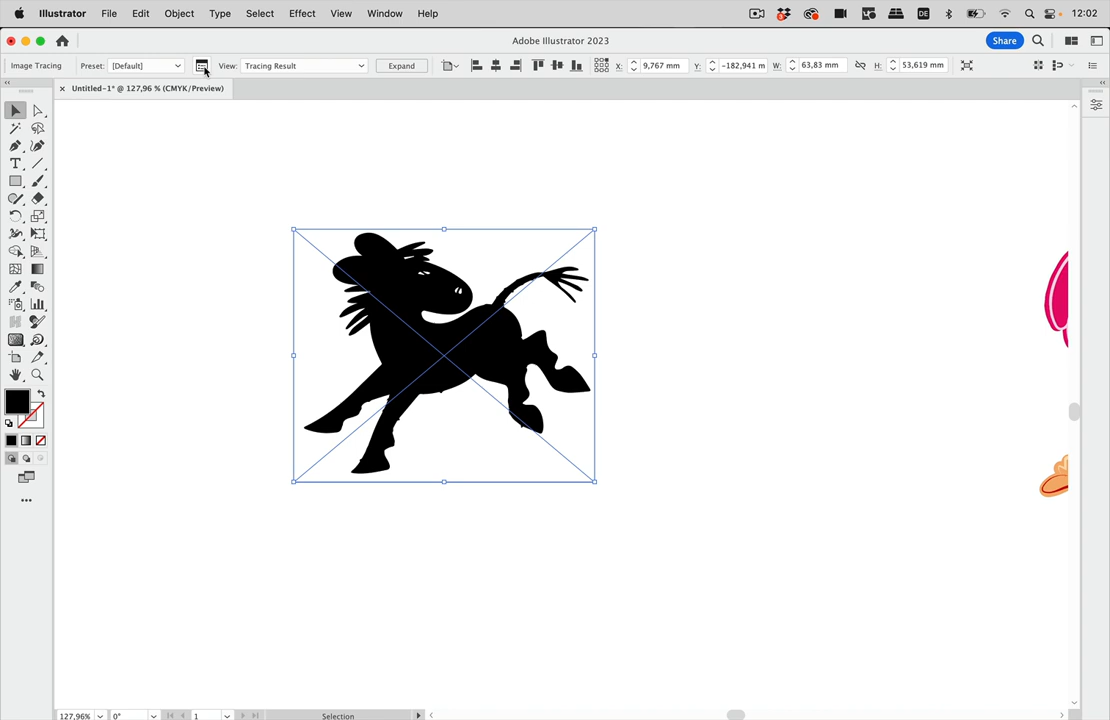 Illustrator File Edit Object Type Select Effect View Window Help DE 12:02
Adobe Illustrator 2023 Share
Image Tracing Preset: [Default] View: Tracing Result Expand X: 9,767 mm Y: -182,941 m W: 63,83 mm H: 53,619 mm
Untitled-1* @ 127,96 % (CMYK/Preview)
127,96% 0° 1 Selection